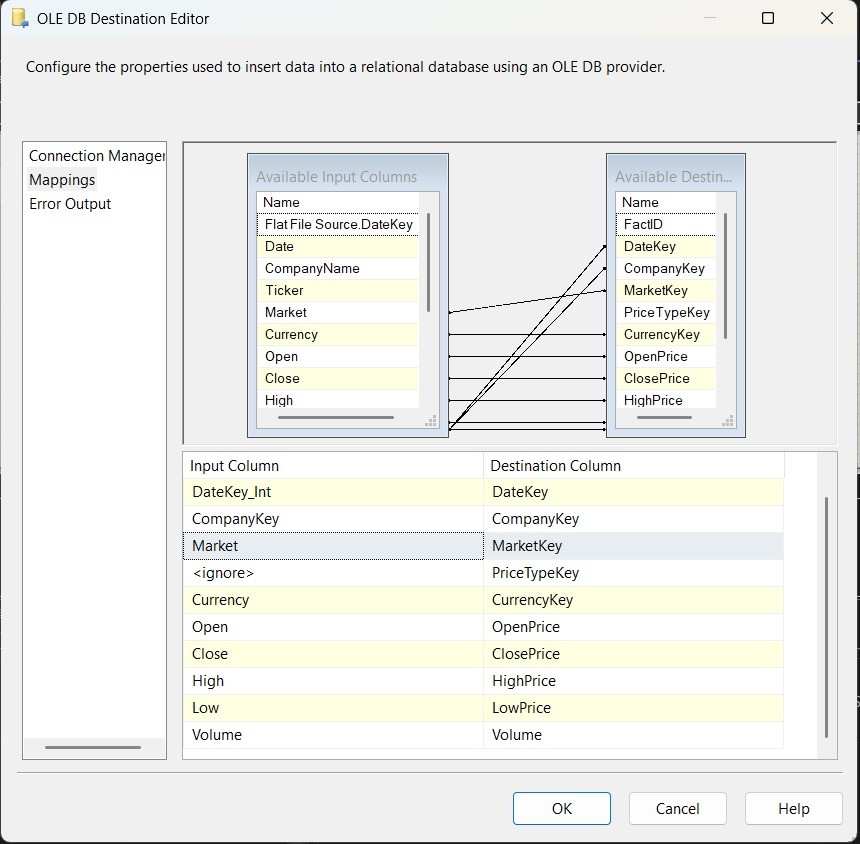 OLE DB Destination Editor
Configure the properties used to insert data into a relational database using an OLE DB provider.
Connection Manager
Mappings
Error Output
Available Input Columns
Name
Flat File Source.DateKey
Date
CompanyName
Ticker
Market
Currency
Open
Close
High
Available Destin...
Name
FactID
DateKey
CompanyKey
MarketKey
PriceTypeKey
CurrencyKey
OpenPrice
ClosePrice
HighPrice
Input Column Destination Column
DateKey_Int DateKey
CompanyKey CompanyKey
Market MarketKey
<ignore> PriceTypeKey
Currency CurrencyKey
Open OpenPrice
Close ClosePrice
High HighPrice
Low LowPrice
Volume Volume
OK Cancel Help